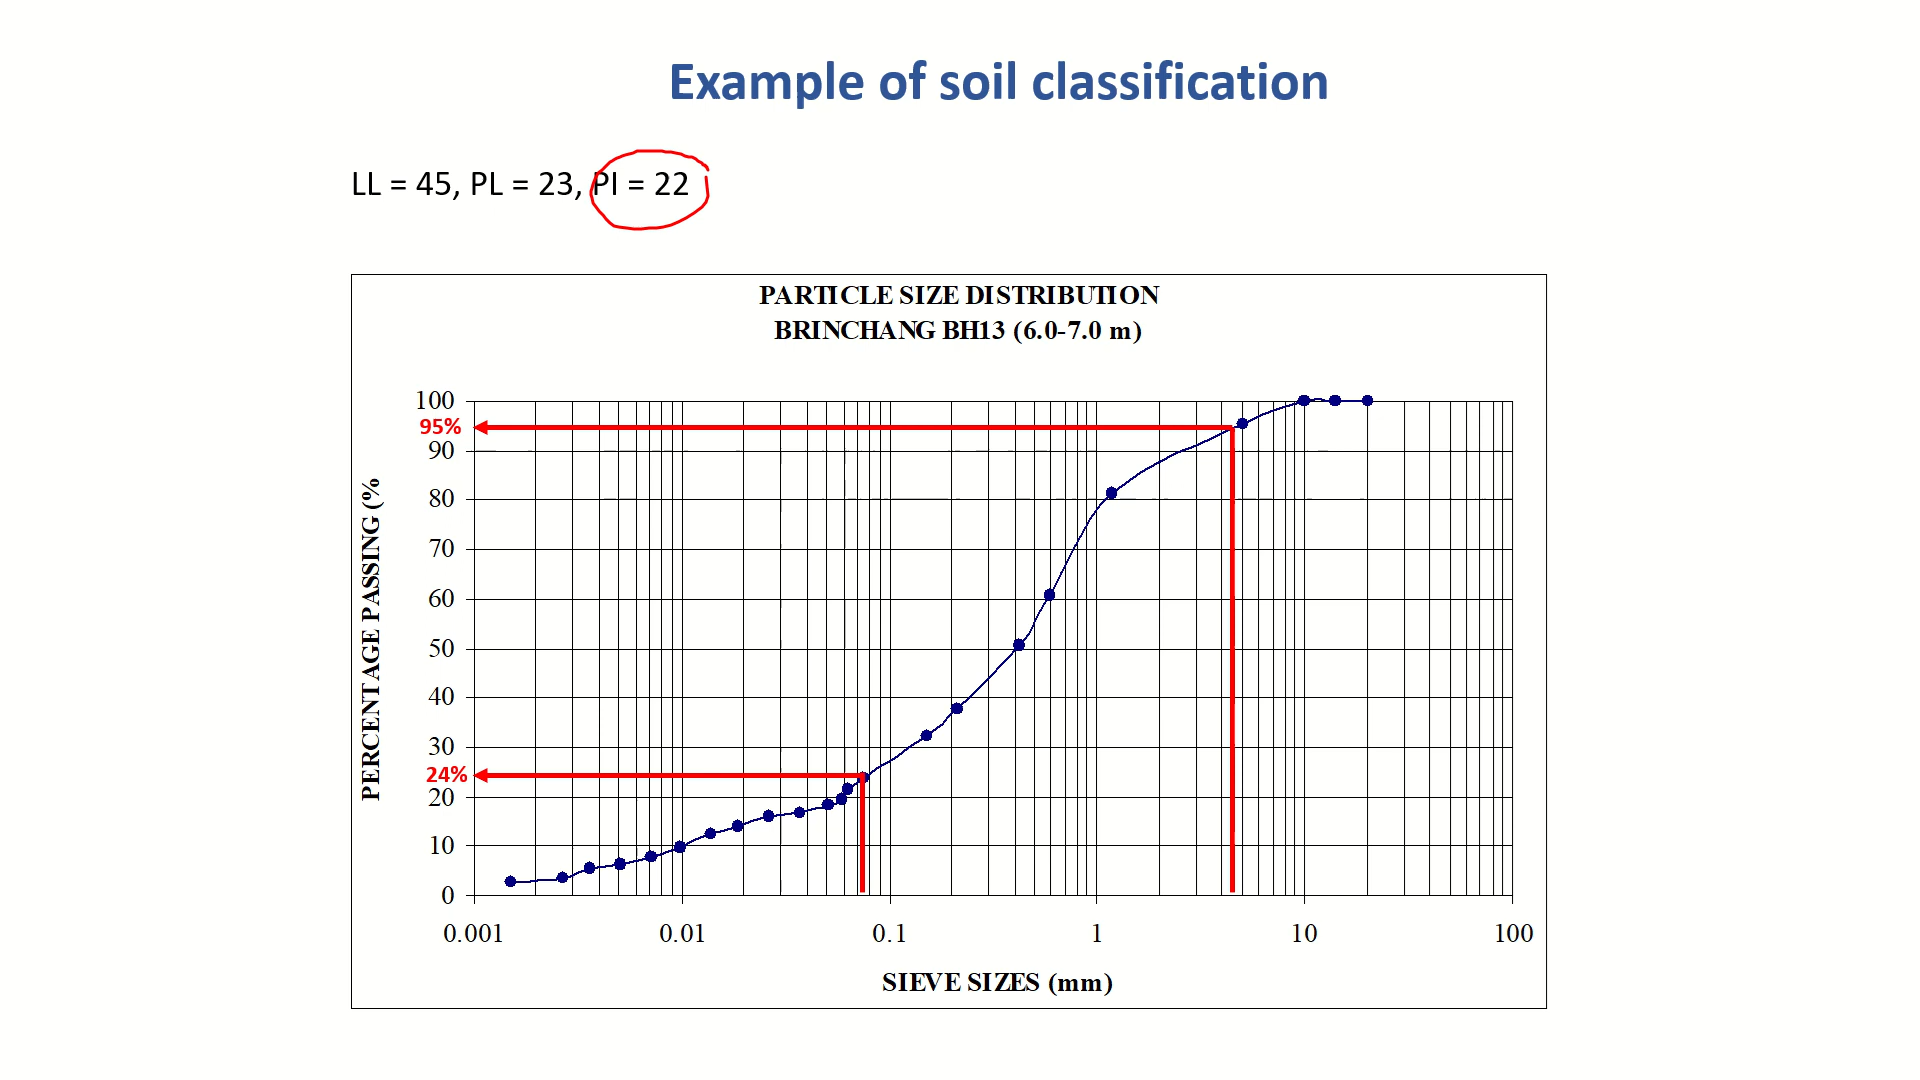 Example of soil classification
LL = 45, PL = 23, PI = 22
PARTICLE SIZE DISTRIBUTION
BRINCHANG BH13 (6.0-7.0 m)
PERCENTAGE PASSING (%
100
95%
90
80
70
60
50
40
30
24%
20
10
0
0.001 0.01 0.1 1 10 100
SIEVE SIZES (mm)